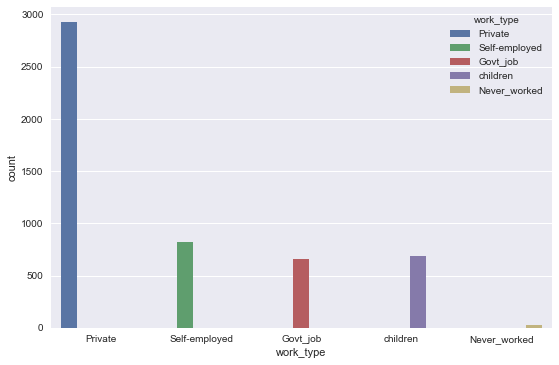 3000
2500
2000
1500
1000
500
0
count
work_type
Private
Self-employed
Govt_job
children
Never_worked
Private
Self-employed
Govt_job
children
Never_worked
work_type